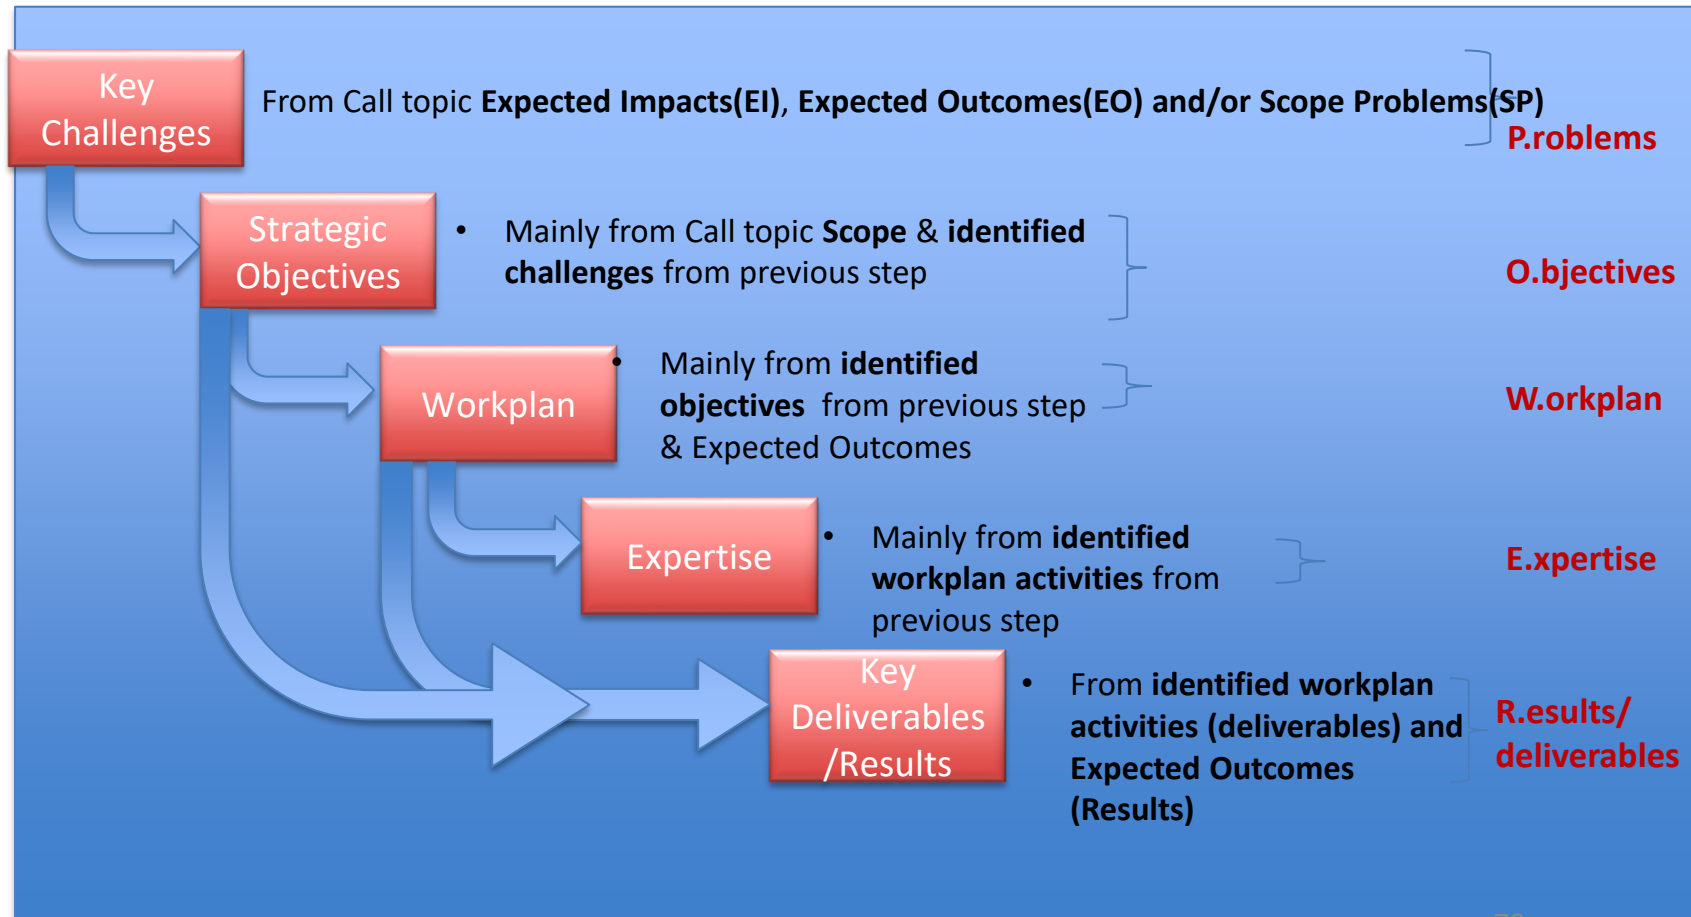 Key
Challenges
From Call topic Expected Impacts(EI), Expected Outcomes(EO) and/or Scope Problems(SP)
P.roblems
Strategic
Objectives
• Mainly from Call topic Scope & identified
challenges from previous step
O.bjectives
Workplan
• Mainly from identified
objectives from previous step
& Expected Outcomes
W.orkplan
Expertise
• Mainly from identified
workplan activities from
previous step
E.xpertise
Key
Deliverables
/Results
• From identified workplan
activities (deliverables) and
Expected Outcomes
(Results)
R.esults/
deliverables